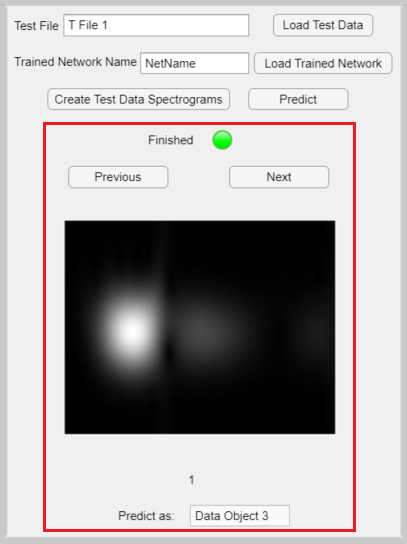 Test File T File 1 Load Test Data
Trained Network Name NetName Load Trained Network
Create Test Data Spectrograms Predict
Finished
Previous Next
1
Predict as: Data Object 3